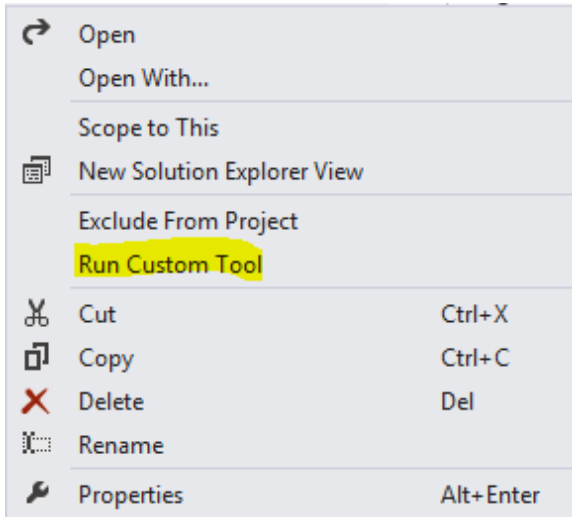 Open
Open With...
Scope to This
New Solution Explorer View
Exclude From Project
Run Custom Tool
Cut Ctrl+X
Copy Ctrl+C
Delete Del
Rename
Properties Alt+Enter